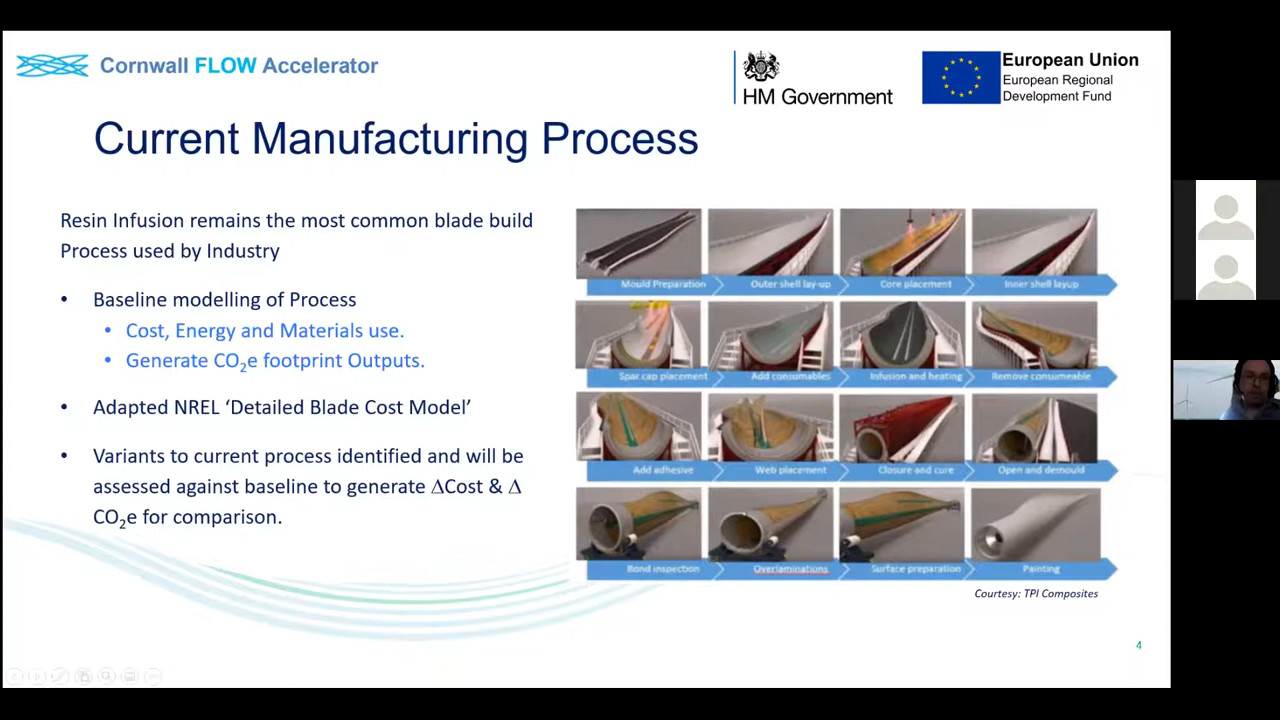 Cornwall FLOW Accelerator
HM Government
European Union
European Regional
Development Fund
Current Manufacturing Process
Resin Infusion remains the most common blade build
Process used by Industry
• Baseline modelling of Process
• Cost, Energy and Materials use.
• Generate CO2e footprint Outputs.
• Adapted NREL ‘Detailed Blade Cost Model’
• Variants to current process identified and will be
assessed against baseline to generate ∆Cost & ∆
CO2e for comparison.
Mould Preparation
Outer shell lay-up
Core placement
Inner shell layup
Spar cap placement
Add consumables
Infusion and heating
Remove consumeable
Add adhesive
Web placement
Closure and cure
Open and demould
Bond inspection
Overlaminations
Surface preparation
Painting
Courtesy: TPI Composites
4